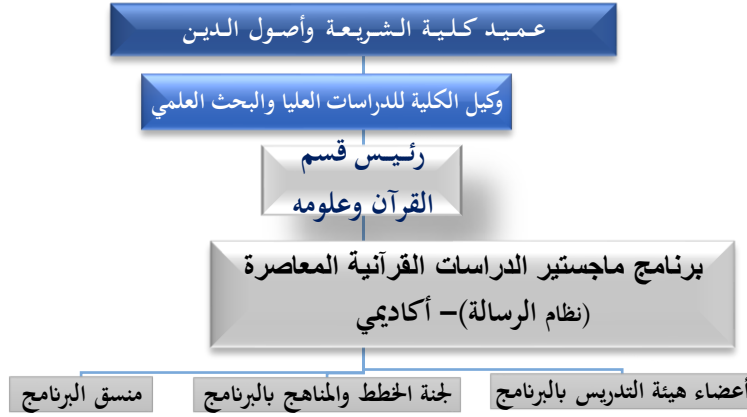 عميد كلية الشريعة وأصول الدين
وكيل الكلية للدراسات العليا والبحث العلمي
رئيس قسم
القرآن وعلومه
برنامج ماجستير الدراسات القرآنية المعاصرة
(نظام الرسالة)– أكاديمي
أعضاء هيئة التدريس بالبرنامج
لجنة الخطط والمناهج بالبرنامج
منسق البرنامج